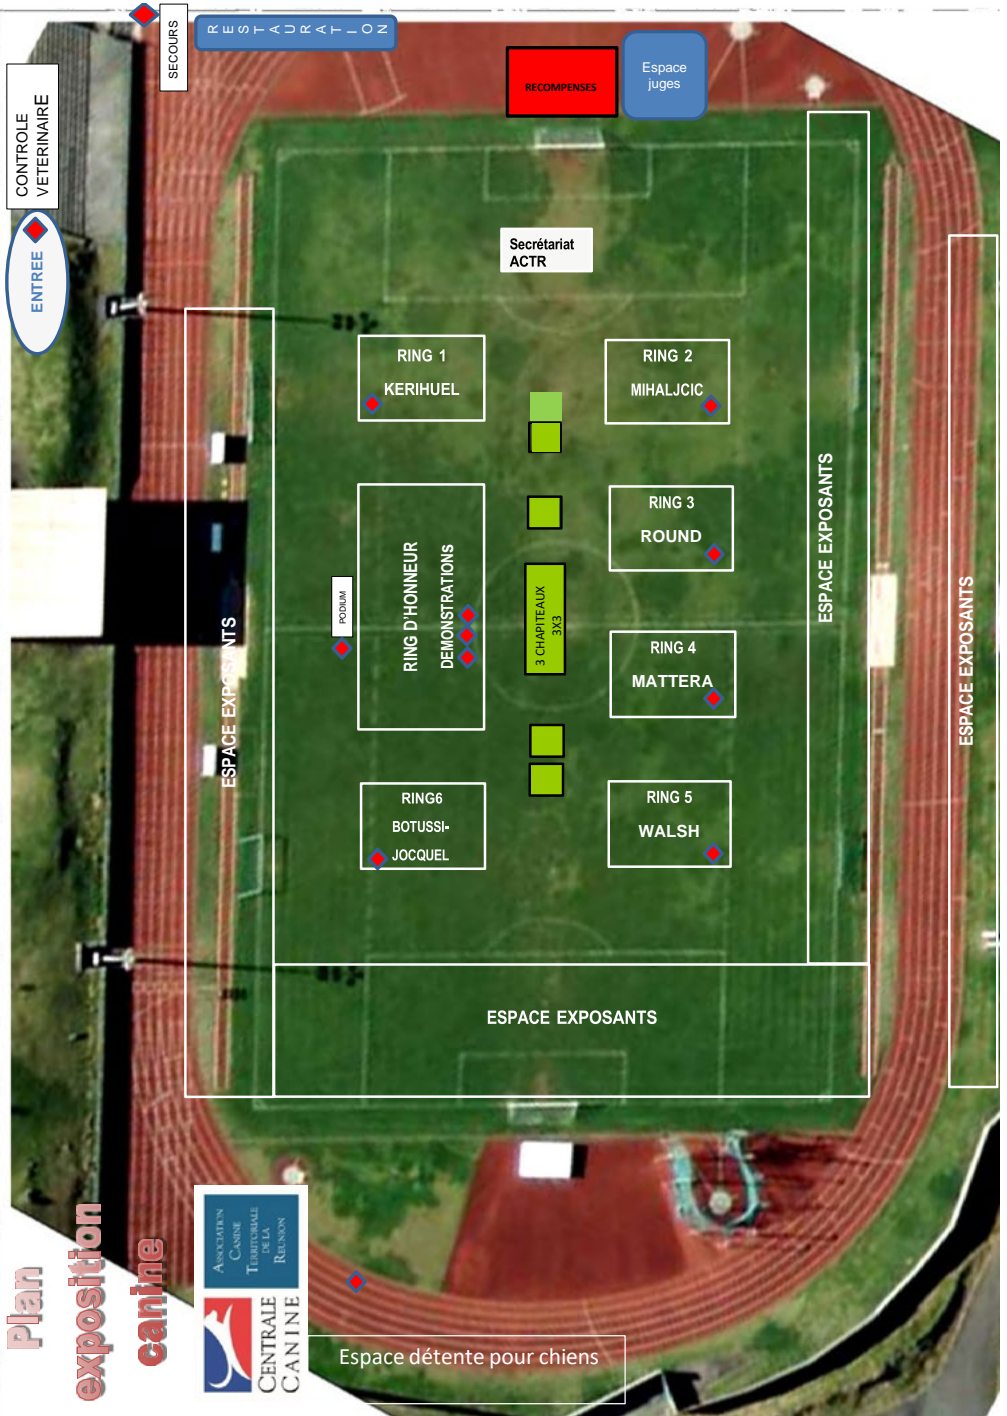 SECOURS
RESTAURATION
CONTROLE
VETERINAIRE
ENTREE
RECOMPENSES
Espace
juges
Secrétariat
ACTR
RING 1
KERIHUEL
RING 2
MIHALJCIC
RING 3
ROUND
RING D'HONNEUR
DEMONSTRATIONS
PODIUM
3 CHAPITEAUX
3X3
RING 4
MATTERA
RING 5
WALSH
RING6
BOTUSSI-
JOCQUEL
ESPACE EXPOSANTS
ESPACE EXPOSANTS
ESPACE EXPOSANTS
ESPACE EXPOSANTS
Plan
exposition
canine
ASSOCIATION
CANINE
TERRITORIALE
DE LA
REUNION
CENTRALE
CANINE
Espace détente pour chiens